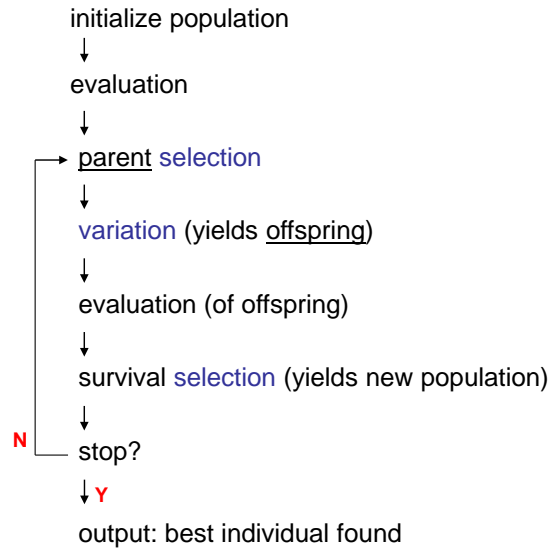 initialize population
evaluation
parent selection
variation (yields offspring)
evaluation (of offspring)
survival selection (yields new population)
N
stop?
Y
output: best individual found